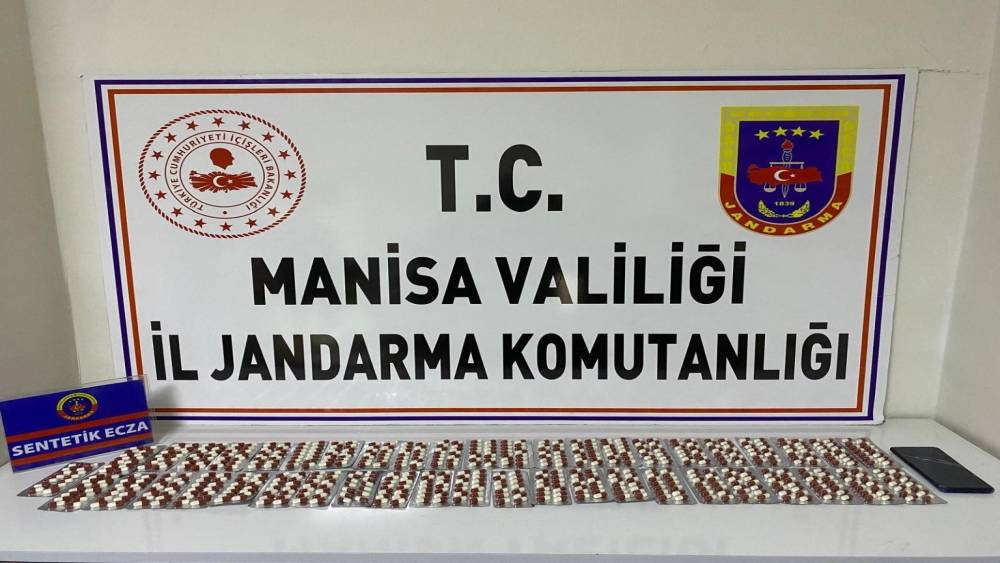 TÜRKİYE CUMHURİYETİ İÇİŞLERİ BAKANLIĞI
T.C.
1839
JANDARMA
MANİSA VALİLİĞİ
İL JANDARMA KOMUTANLIĞI
SENTETİK ECZA